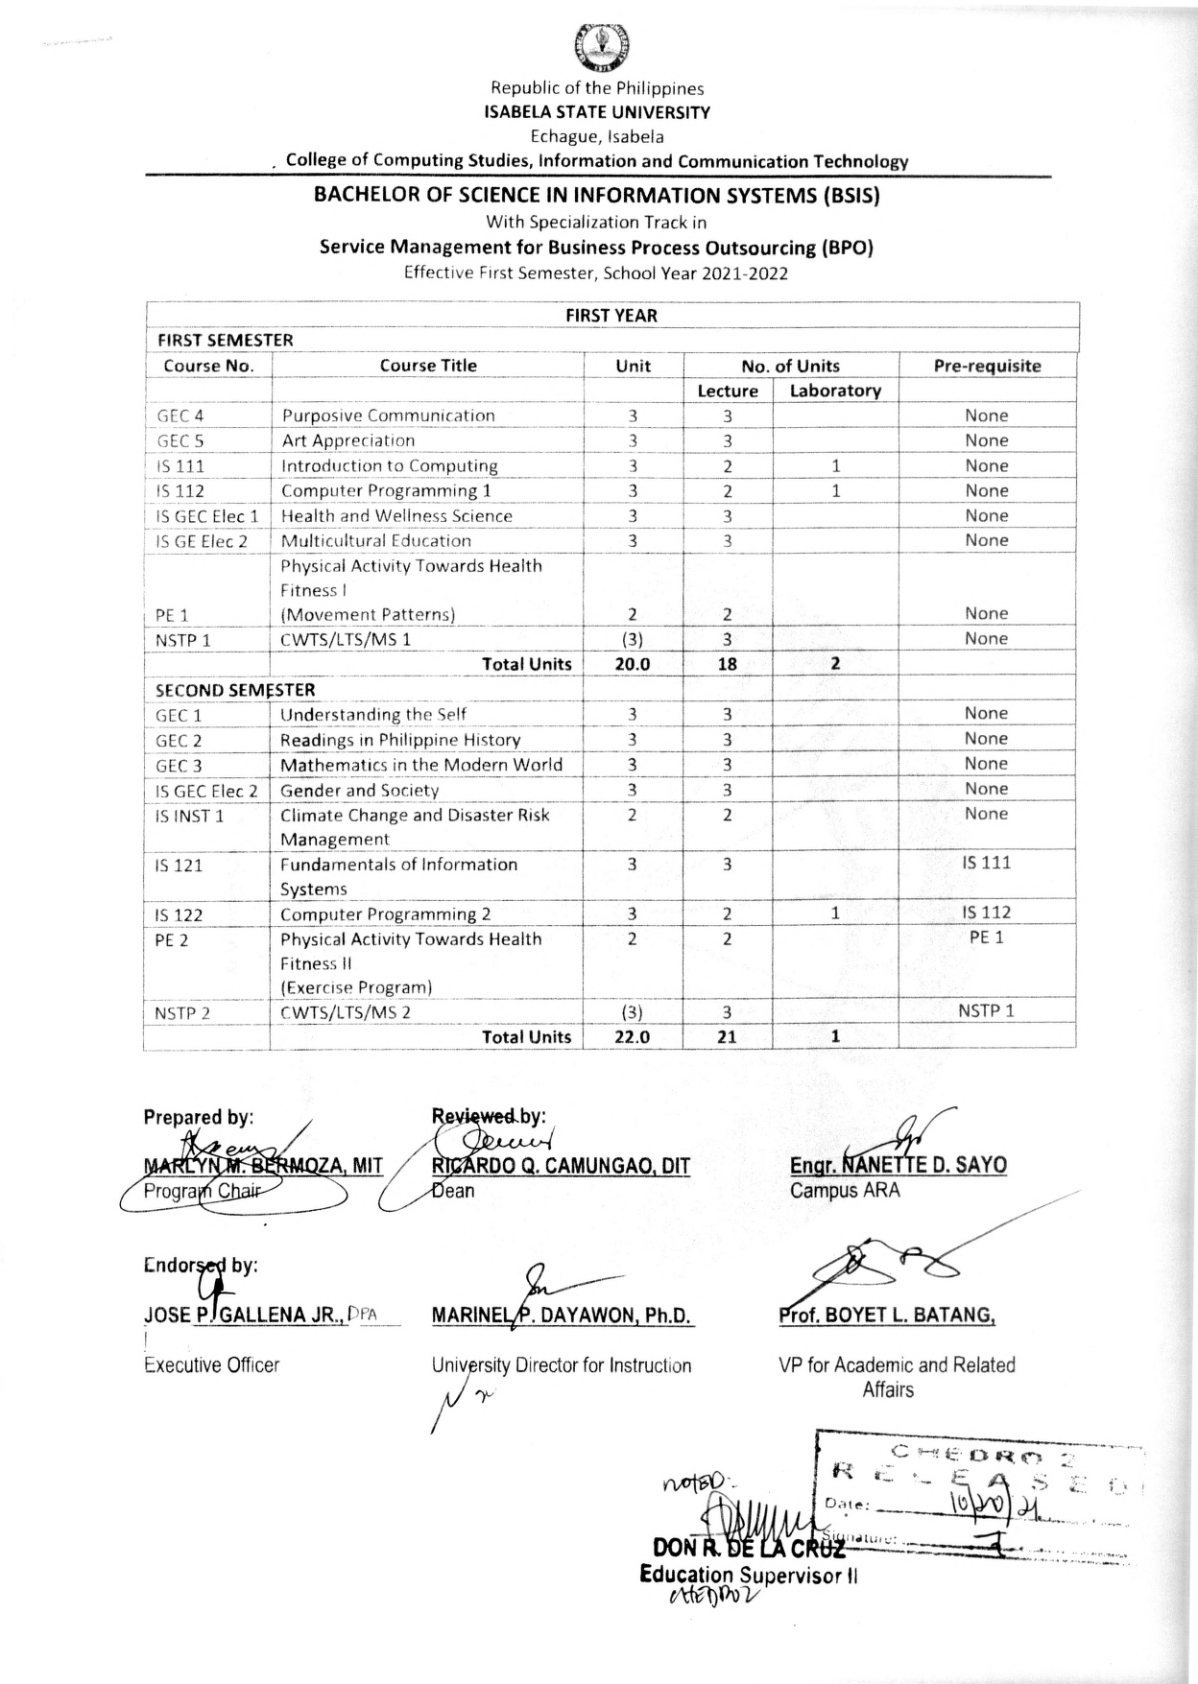 Republic of the Philippines
ISABELA STATE UNIVERSITY
Echague, Isabela
College of Computing Studies, Information and Communication Technology
BACHELOR OF SCIENCE IN INFORMATION SYSTEMS (BSIS)
With Specialization Track in
Service Management for Business Process Outsourcing (BPO)
Effective First Semester, School Year 2021-2022
FIRST YEAR
FIRST SEMESTER
Course No. Course Title Unit No. of Units Pre-requisite
Lecture Laboratory
GEC 4 Purposive Communication 3 3 None
GEC 5 Art Appreciation 3 3 None
IS 111 Introduction to Computing 3 2 1 None
IS 112 Computer Programming 1 3 2 1 None
IS GEC Elec 1 Health and Wellness Science 3 3 None
IS GE Elec 2 Multicultural Education 3 3 None
Physical Activity Towards Health
Fitness I
PE 1 (Movement Patterns) 2 2 None
NSTP 1 CWTS/LTS/MS 1 (3) 3 None
Total Units 20.0 18 2
SECOND SEMESTER
GEC 1 Understanding the Self 3 3 None
GEC 2 Readings in Philippine History 3 3 None
GEC 3 Mathematics in the Modern World 3 3 None
IS GEC Elec 2 Gender and Society 3 3 None
IS INST 1 Climate Change and Disaster Risk 2 2 None
Management
IS 121 Fundamentals of Information 3 3 IS 111
Systems
IS 122 Computer Programming 2 3 2 1 IS 112
PE 2 Physical Activity Towards Health 2 2 PE 1
Fitness II
(Exercise Program)
NSTP 2 CWTS/LTS/MS 2 (3) 3 NSTP 1
Total Units 22.0 21 1
Prepared by: Reviewed by:
MARLYN M. BERMOZA, MIT RICARDO Q. CAMUNGAO, DIT Engr. NANETTE D. SAYO
Program Chair Dean Campus ARA
Endorsed by:
JOSE P. GALLENA JR., DPA MARINEL P. DAYAWON, Ph.D. Prof. BOYET L. BATANG,
Executive Officer University Director for Instruction VP for Academic and Related
Affairs
CHEDRO 2
RELEASED
noted:
Date: 10/20/21
Signature:
DON R. DE LA CRUZ
Education Supervisor II
CHEDRO2